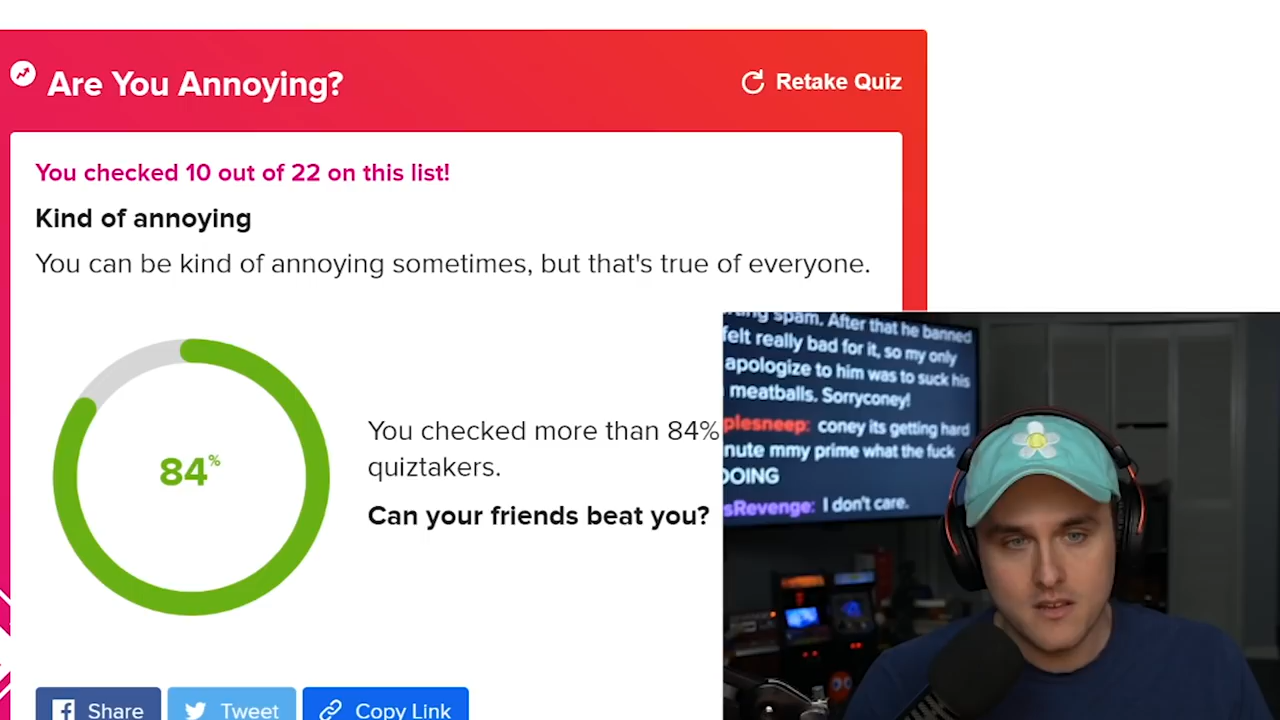 Are You Annoying?
Retake Quiz
You checked 10 out of 22 on this list!
Kind of annoying
You can be kind of annoying sometimes, but that's true of everyone.
84%
You checked more than 84%
quiztakers.
Can your friends beat you?
Share
Tweet
Copy Link
spam. After that he banned
felt really bad for it, so my only
apologize to him was to suck his
meatballs. Sorryconey!
plesneep: coney its getting hard
nute mmy prime what the fuck
DOING
sRevenge: I don't care.